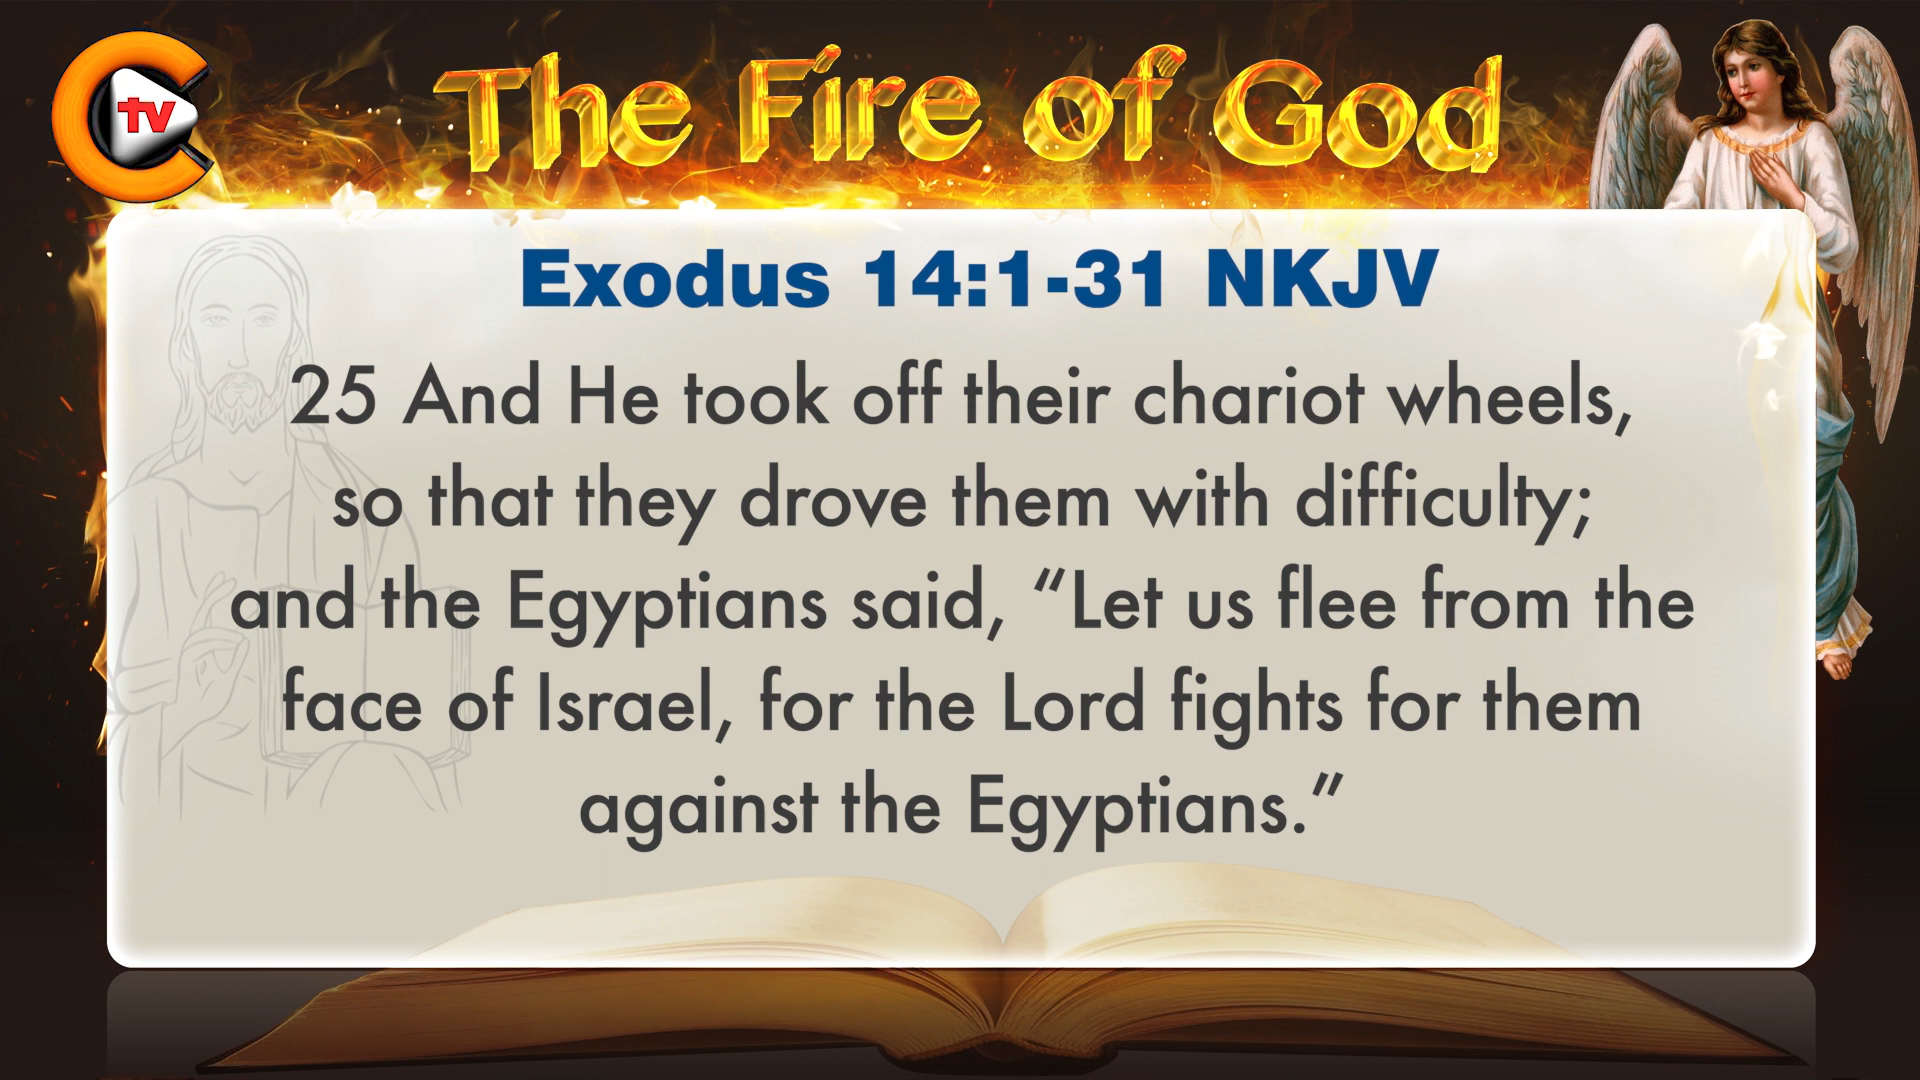 tv
The Fire of God
Exodus 14:1-31 NKJV
25 And He took off their chariot wheels,
so that they drove them with difficulty;
and the Egyptians said, “Let us flee from the
face of Israel, for the Lord fights for them
against the Egyptians.”